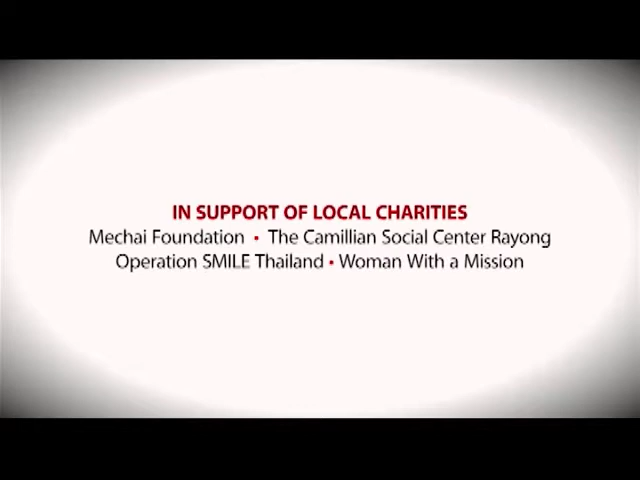 IN SUPPORT OF LOCAL CHARITIES
Mechai Foundation • The Camillian Social Center Rayong
Operation SMILE Thailand • Woman With a Mission